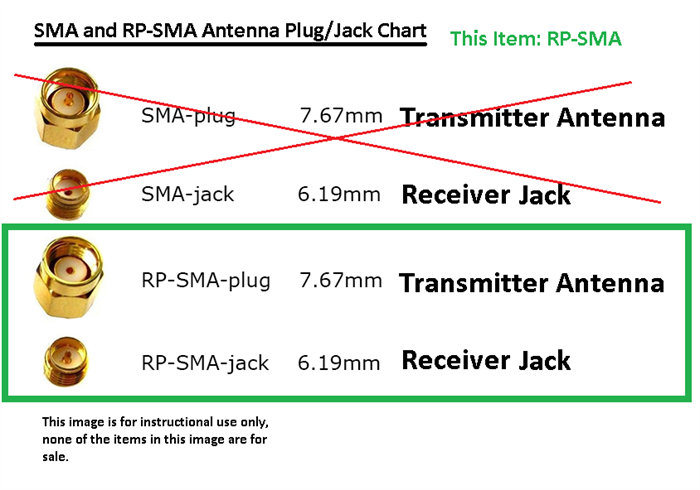 SMA and RP-SMA Antenna Plug/Jack Chart This Item: RP-SMA
SMA-plug 7.67mm Transmitter Antenna
SMA-jack 6.19mm Receiver Jack
RP-SMA-plug 7.67mm Transmitter Antenna
RP-SMA-jack 6.19mm Receiver Jack
This image is for instructional use only,
none of the items in this image are for
sale.